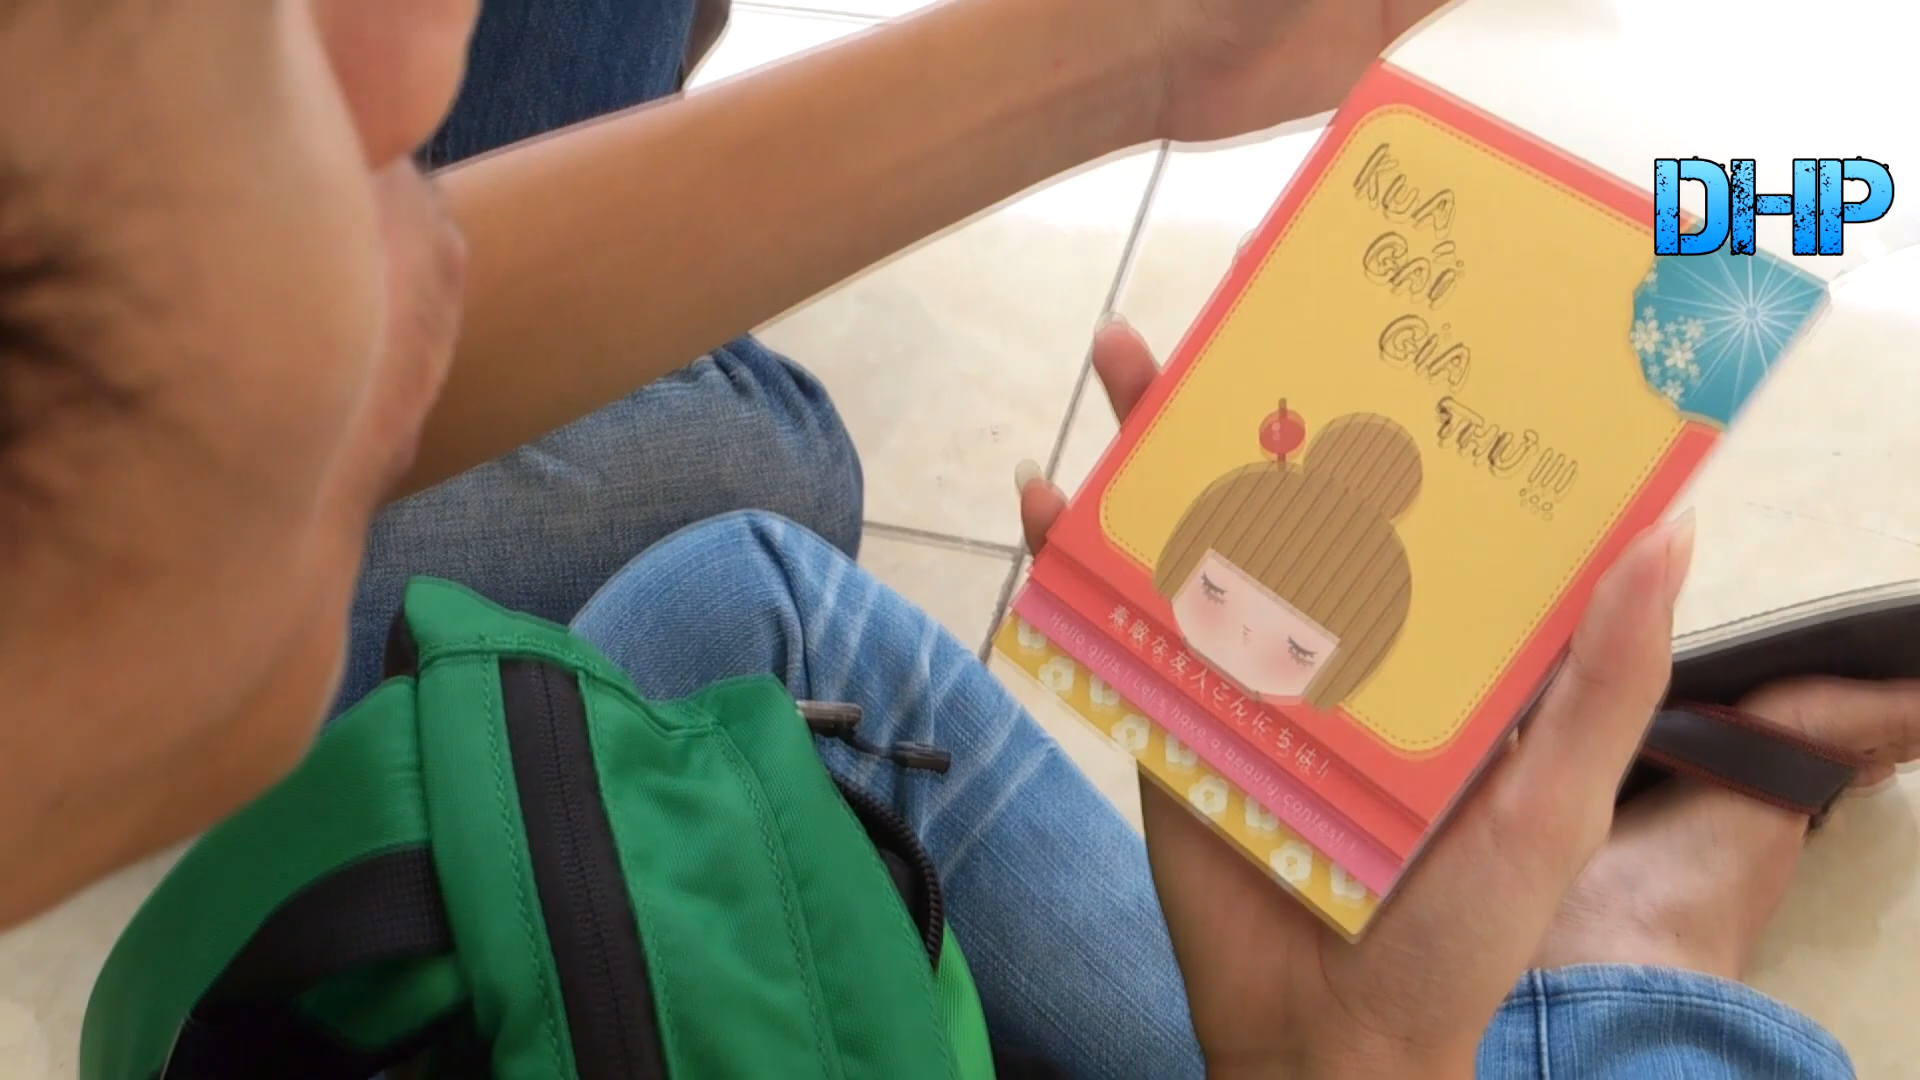 DHP
KUA
GÁI
GIA
THƯ!!!
素敵な友人こんにちは!
Hello girls! Let's have a beauty contest!!